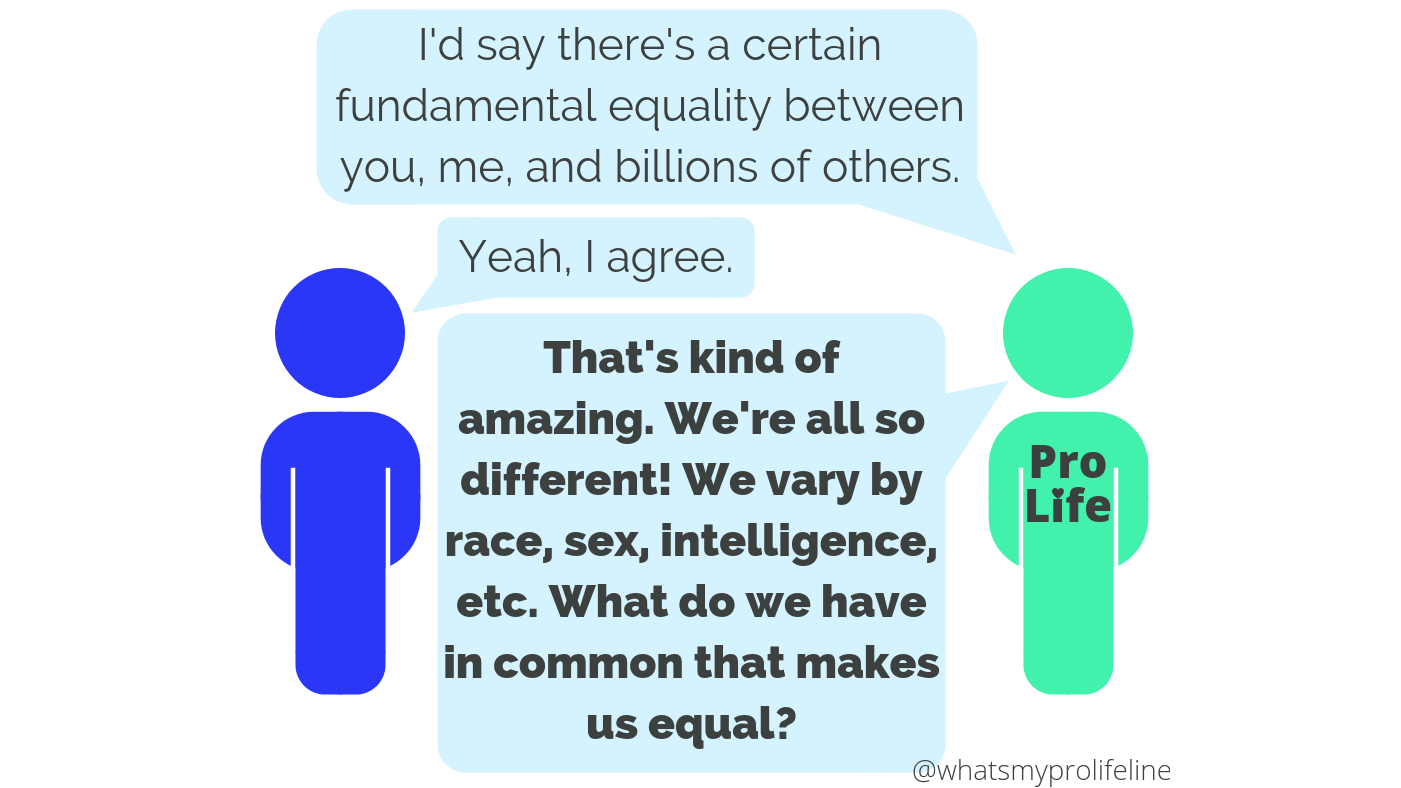 I'd say there's a certain
fundamental equality between
you, me, and billions of others.
Yeah, I agree.
That's kind of
amazing. We're all so
different! We vary by
race, sex, intelligence,
etc. What do we have
in common that makes
us equal?
Pro
Life
@whatsmyprolifeline